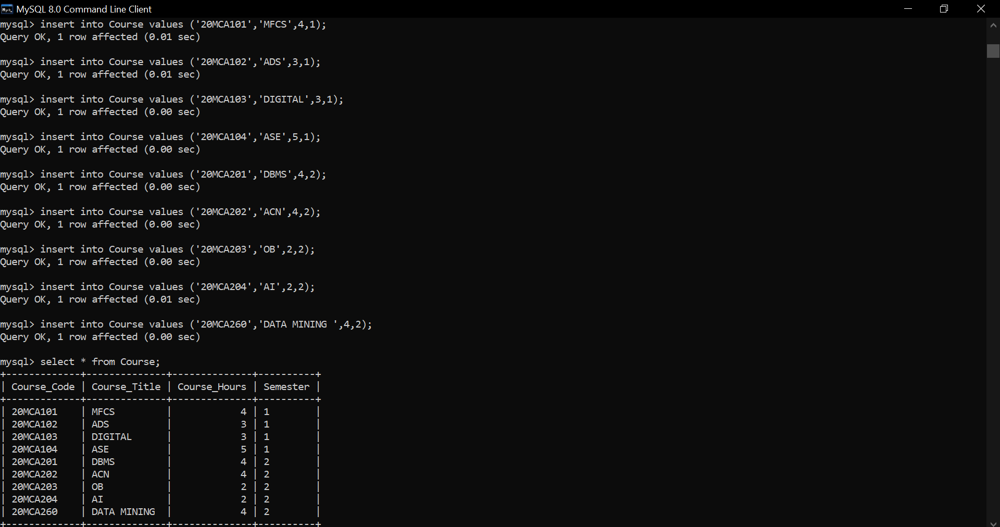 MySQL 8.0 Command Line Client
mysql> insert into Course values ('20MCA101','MFCS',4,1);
Query OK, 1 row affected (0.01 sec)

mysql> insert into Course values ('20MCA102','ADS',3,1);
Query OK, 1 row affected (0.01 sec)

mysql> insert into Course values ('20MCA103','DIGITAL',3,1);
Query OK, 1 row affected (0.00 sec)

mysql> insert into Course values ('20MCA104','ASE',5,1);
Query OK, 1 row affected (0.00 sec)

mysql> insert into Course values ('20MCA201','DBMS',4,2);
Query OK, 1 row affected (0.00 sec)

mysql> insert into Course values ('20MCA202','ACN',4,2);
Query OK, 1 row affected (0.00 sec)

mysql> insert into Course values ('20MCA203','OB',2,2);
Query OK, 1 row affected (0.00 sec)

mysql> insert into Course values ('20MCA204','AI',2,2);
Query OK, 1 row affected (0.01 sec)

mysql> insert into Course values ('20MCA260','DATA MINING ',4,2);
Query OK, 1 row affected (0.00 sec)

mysql> select * from Course;
+-------------+--------------+--------------+----------+
| Course_Code | Course_Title | Course_Hours | Semester |
+-------------+--------------+--------------+----------+
| 20MCA101    | MFCS         |            4 | 1        |
| 20MCA102    | ADS          |            3 | 1        |
| 20MCA103    | DIGITAL      |            3 | 1        |
| 20MCA104    | ASE          |            5 | 1        |
| 20MCA201    | DBMS         |            4 | 2        |
| 20MCA202    | ACN          |            4 | 2        |
| 20MCA203    | OB           |            2 | 2        |
| 20MCA204    | AI           |            2 | 2        |
| 20MCA260    | DATA MINING  |            4 | 2        |
+-------------+--------------+--------------+----------+